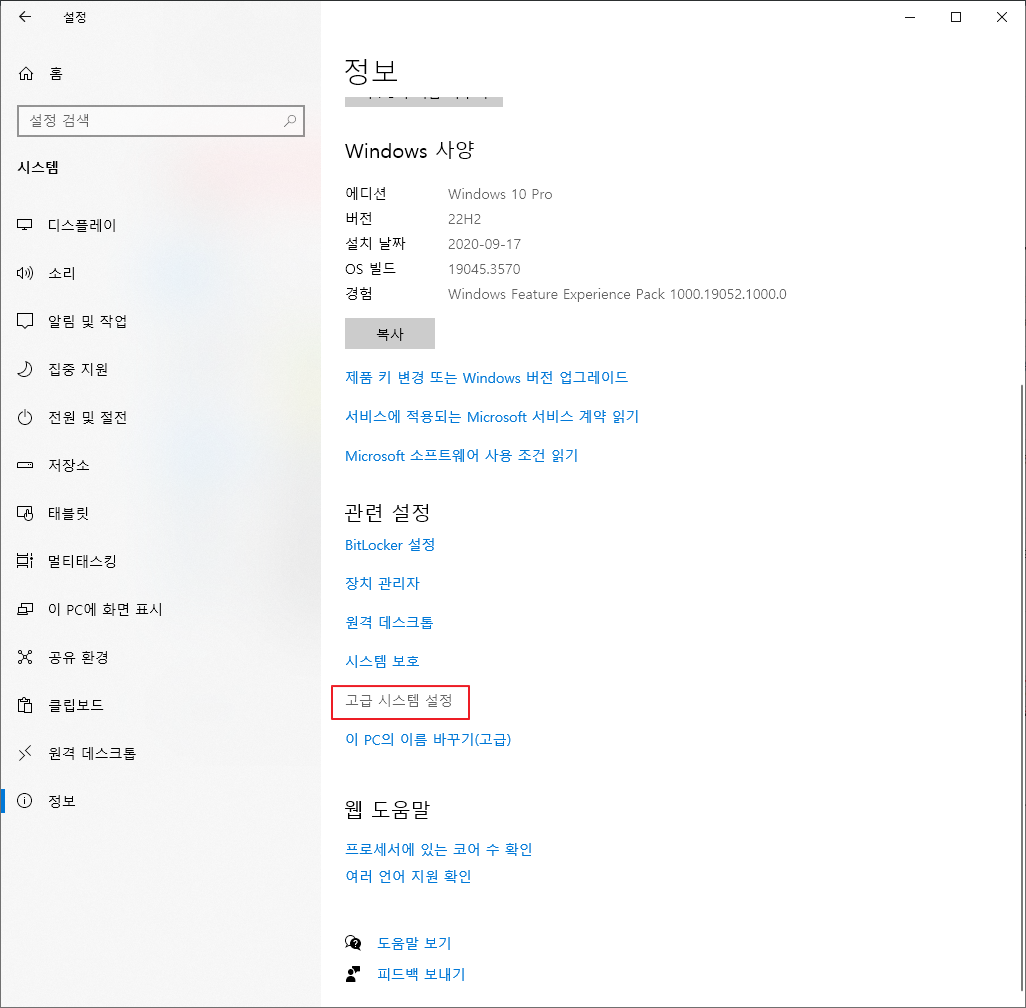 설정
홈
설정 검색
시스템
디스플레이
소리
알림 및 작업
집중 지원
전원 및 절전
저장소
태블릿
멀티태스킹
이 PC에 화면 표시
공유 환경
클립보드
원격 데스크톱
정보
정보
Windows 사양
에디션 Windows 10 Pro
버전 22H2
설치 날짜 2020-09-17
OS 빌드 19045.3570
경험 Windows Feature Experience Pack 1000.19052.1000.0
복사
제품 키 변경 또는 Windows 버전 업그레이드
서비스에 적용되는 Microsoft 서비스 계약 읽기
Microsoft 소프트웨어 사용 조건 읽기
관련 설정
BitLocker 설정
장치 관리자
원격 데스크톱
시스템 보호
고급 시스템 설정
이 PC의 이름 바꾸기(고급)
웹 도움말
프로세서에 있는 코어 수 확인
여러 언어 지원 확인
도움말 보기
피드백 보내기